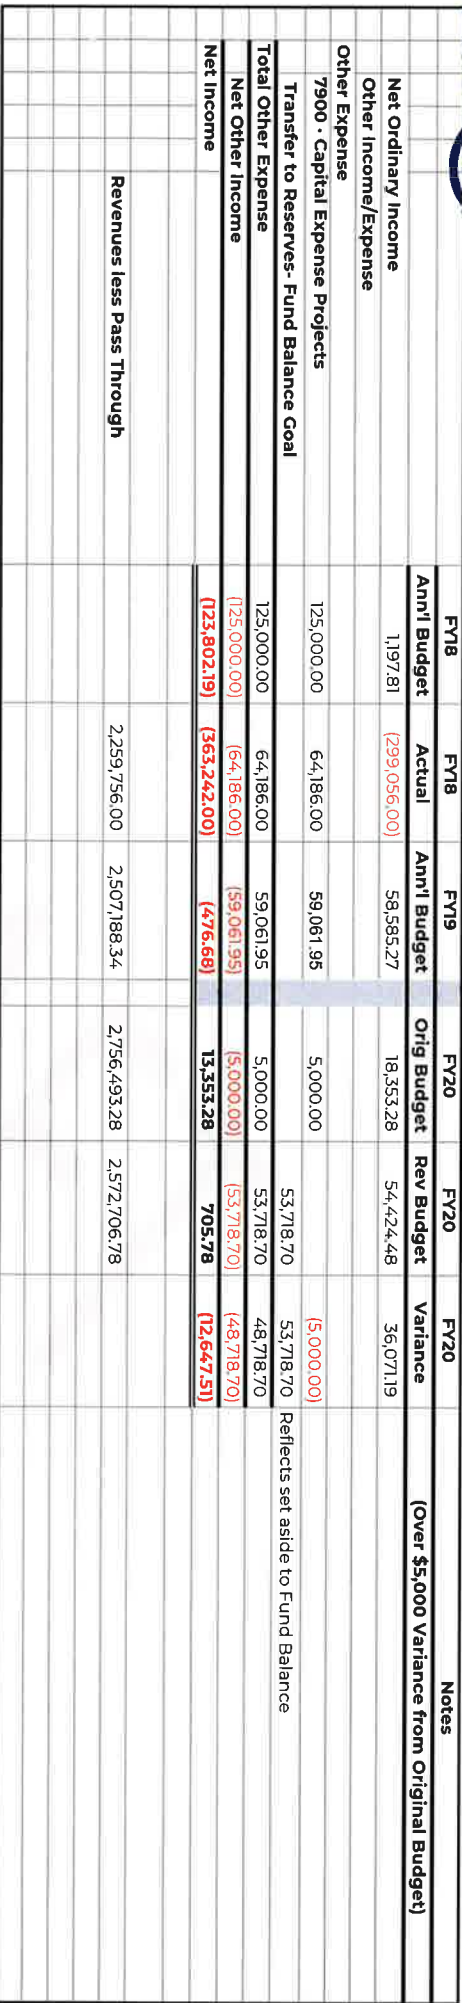 FY18 FY18 FY19 FY20 FY20 FY20 Notes
Ann'l Budget Actual Ann'l Budget Orig Budget Rev Budget Variance (Over $5,000 Variance from Original Budget)
Net Ordinary Income 1,197.81 (299,056.00) 58,585.27 18,353.28 54,424.48 36,071.19
Other Income/Expense
Other Expense
7900 · Capital Expense Projects 125,000.00 64,186.00 59,061.95 5,000.00 (5,000.00)
Transfer to Reserves- Fund Balance Goal 53,718.70 53,718.70 Reflects set aside to Fund Balance
Total Other Expense 125,000.00 64,186.00 59,061.95 5,000.00 53,718.70 48,718.70
Net Other Income (125,000.00) (64,186.00) (59,061.95) (5,000.00) (53,718.70) (48,718.70)
Net Income (123,802.19) (363,242.00) (476.68) 13,353.28 705.78 (12,647.51)
Revenues less Pass Through 2,259,756.00 2,507,188.34 2,756,493.28 2,572,706.78